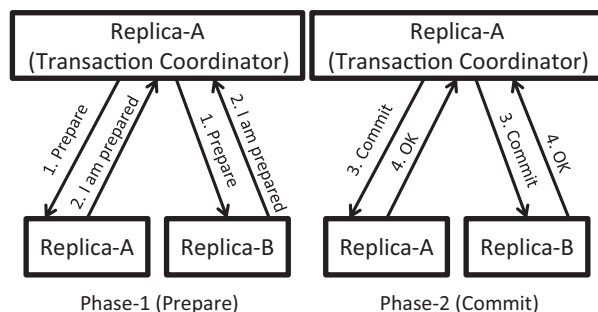 Replica-A
(Transaction Coordinator)
1. Prepare
2. I am prepared
1. Prepare
2. I am prepared
Replica-A
Replica-B
Phase-1 (Prepare)
Replica-A
(Transaction Coordinator)
3. Commit
4. OK
3. Commit
4. OK
Replica-A
Replica-B
Phase-2 (Commit)